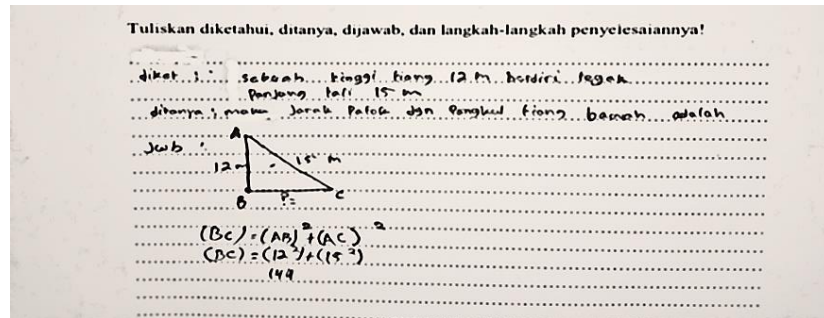 Tuliskan diketahui, ditanya, dijawab, dan langkah-langkah penyelesaiannya!
diket : sebuah tinggi tiang 12 m berdiri tegak
Panjang tali 15 m
ditanya : maka Jarak Patok dgn Pangkal tiang bawah adalah
Jwb :
A
12 m
15 m
B
?=
C
(BC) = (AB)² + (AC)²
(BC) = (12²) + (15²)
144